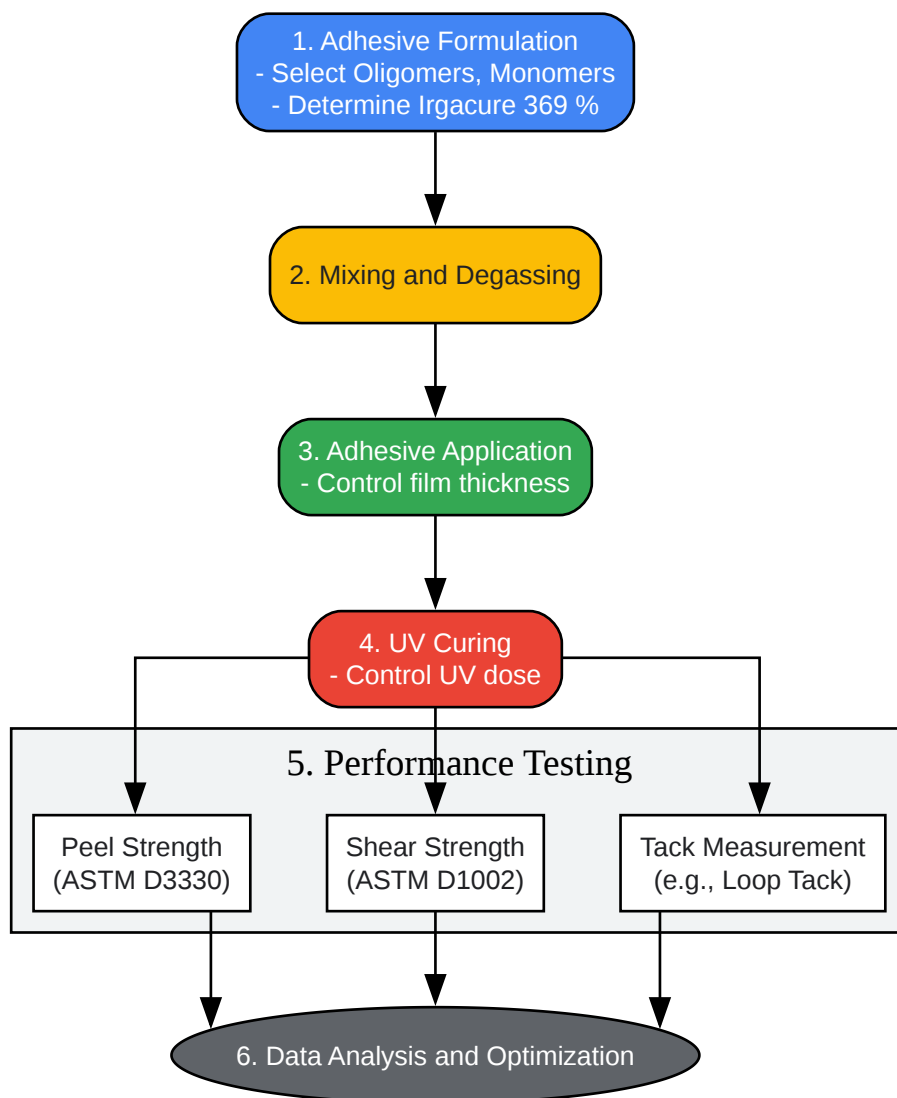 1. Adhesive Formulation
- Select Oligomers, Monomers
- Determine Irgacure 369 %
2. Mixing and Degassing
3. Adhesive Application
- Control film thickness
4. UV Curing
- Control UV dose
5. Performance Testing
Peel Strength
(ASTM D3330)
Shear Strength
(ASTM D1002)
Tack Measurement
(e.g., Loop Tack)
6. Data Analysis and Optimization